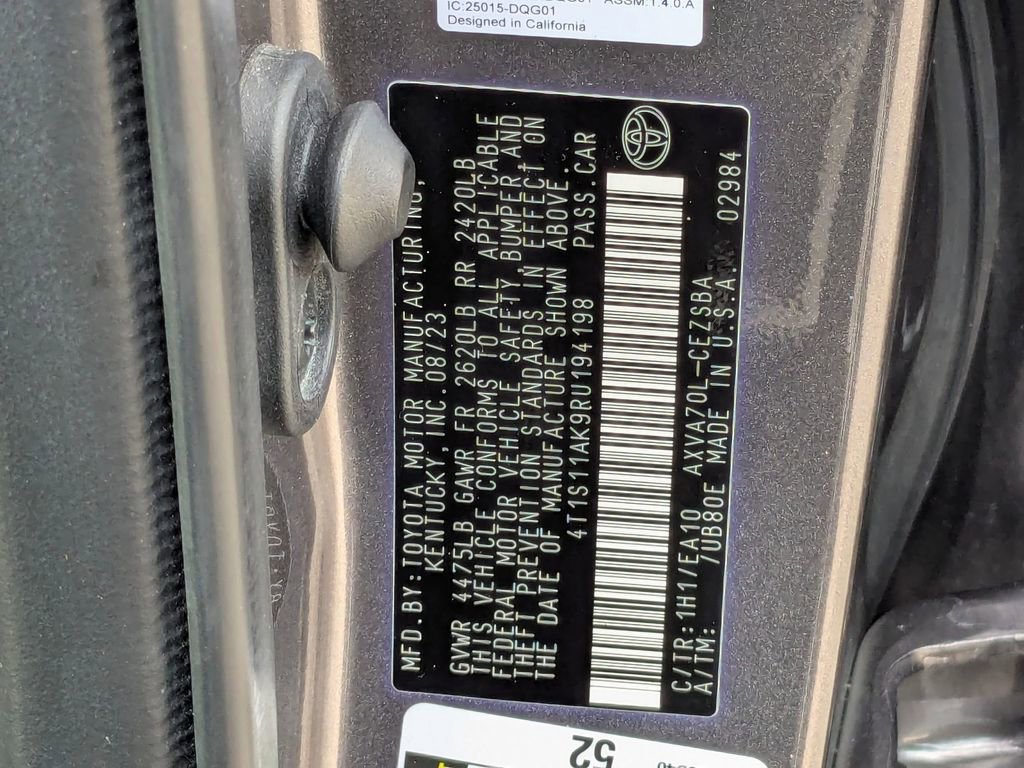 IC:25015-DQG01
Designed in California
MFD.BY:TOYOTA MOTOR MANUFACTURING,
KENTUCKY, INC.08/23
GVWR 4475LB GAWR FR 2620LB RR 2420LB
THIS VEHICLE CONFORMS TO ALL APPLICABLE
FEDERAL MOTOR VEHICLE SAFETY, BUMPER, AND
THEFT PREVENTION STANDARDS IN EFFECT ON
THE DATE OF MANUFACTURE SHOWN ABOVE.
4T1S11AK9RU194198 PASS.CAR
C/TR:1H1/EA10 AXVA70L-CEZSBA
A/TM: /UB80E MADE IN U.S.A. 02984
52